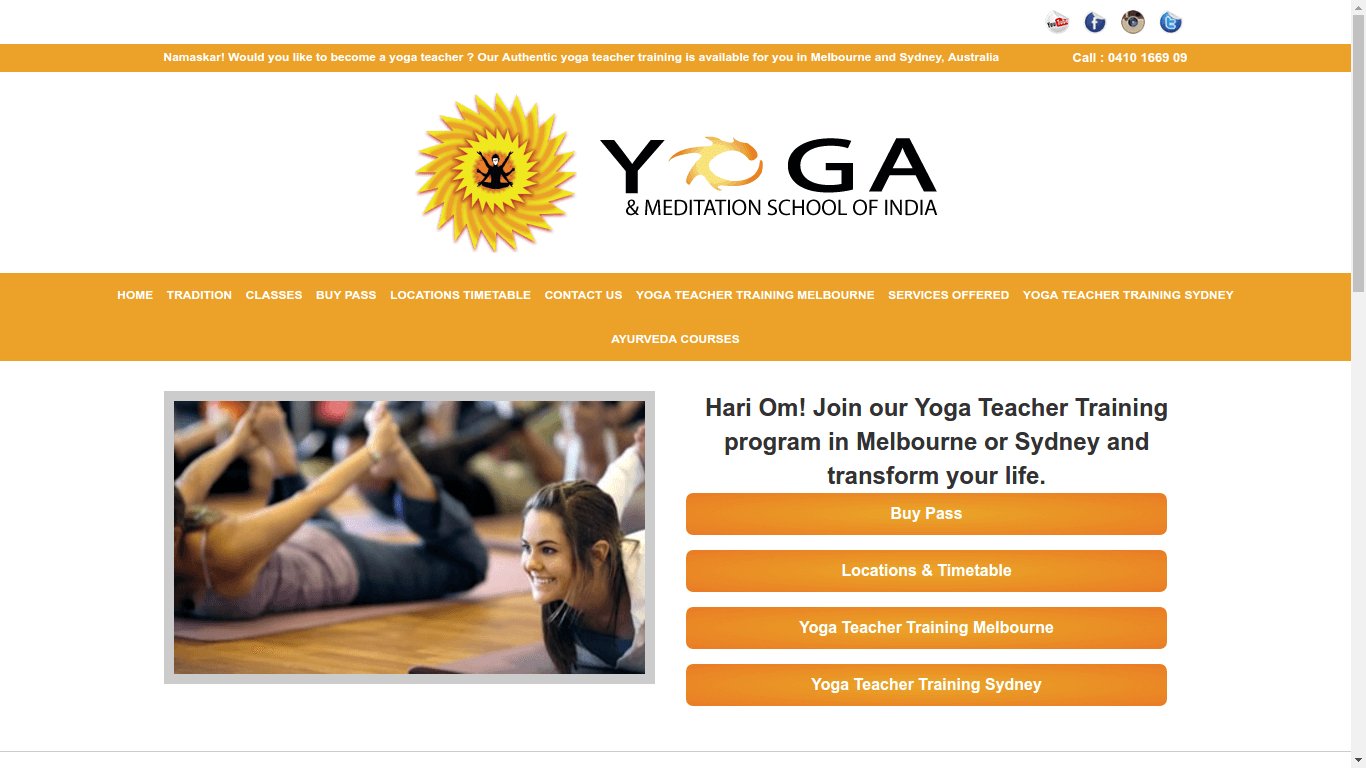 You Tube
Namaskar! Would you like to become a yoga teacher ? Our Authentic yoga teacher training is available for you in Melbourne and Sydney, Australia
Call : 0410 1669 09
YOGA
& MEDITATION SCHOOL OF INDIA
HOME TRADITION CLASSES BUY PASS LOCATIONS TIMETABLE CONTACT US YOGA TEACHER TRAINING MELBOURNE SERVICES OFFERED YOGA TEACHER TRAINING SYDNEY
AYURVEDA COURSES
Hari Om! Join our Yoga Teacher Training
program in Melbourne or Sydney and
transform your life.
Buy Pass
Locations & Timetable
Yoga Teacher Training Melbourne
Yoga Teacher Training Sydney